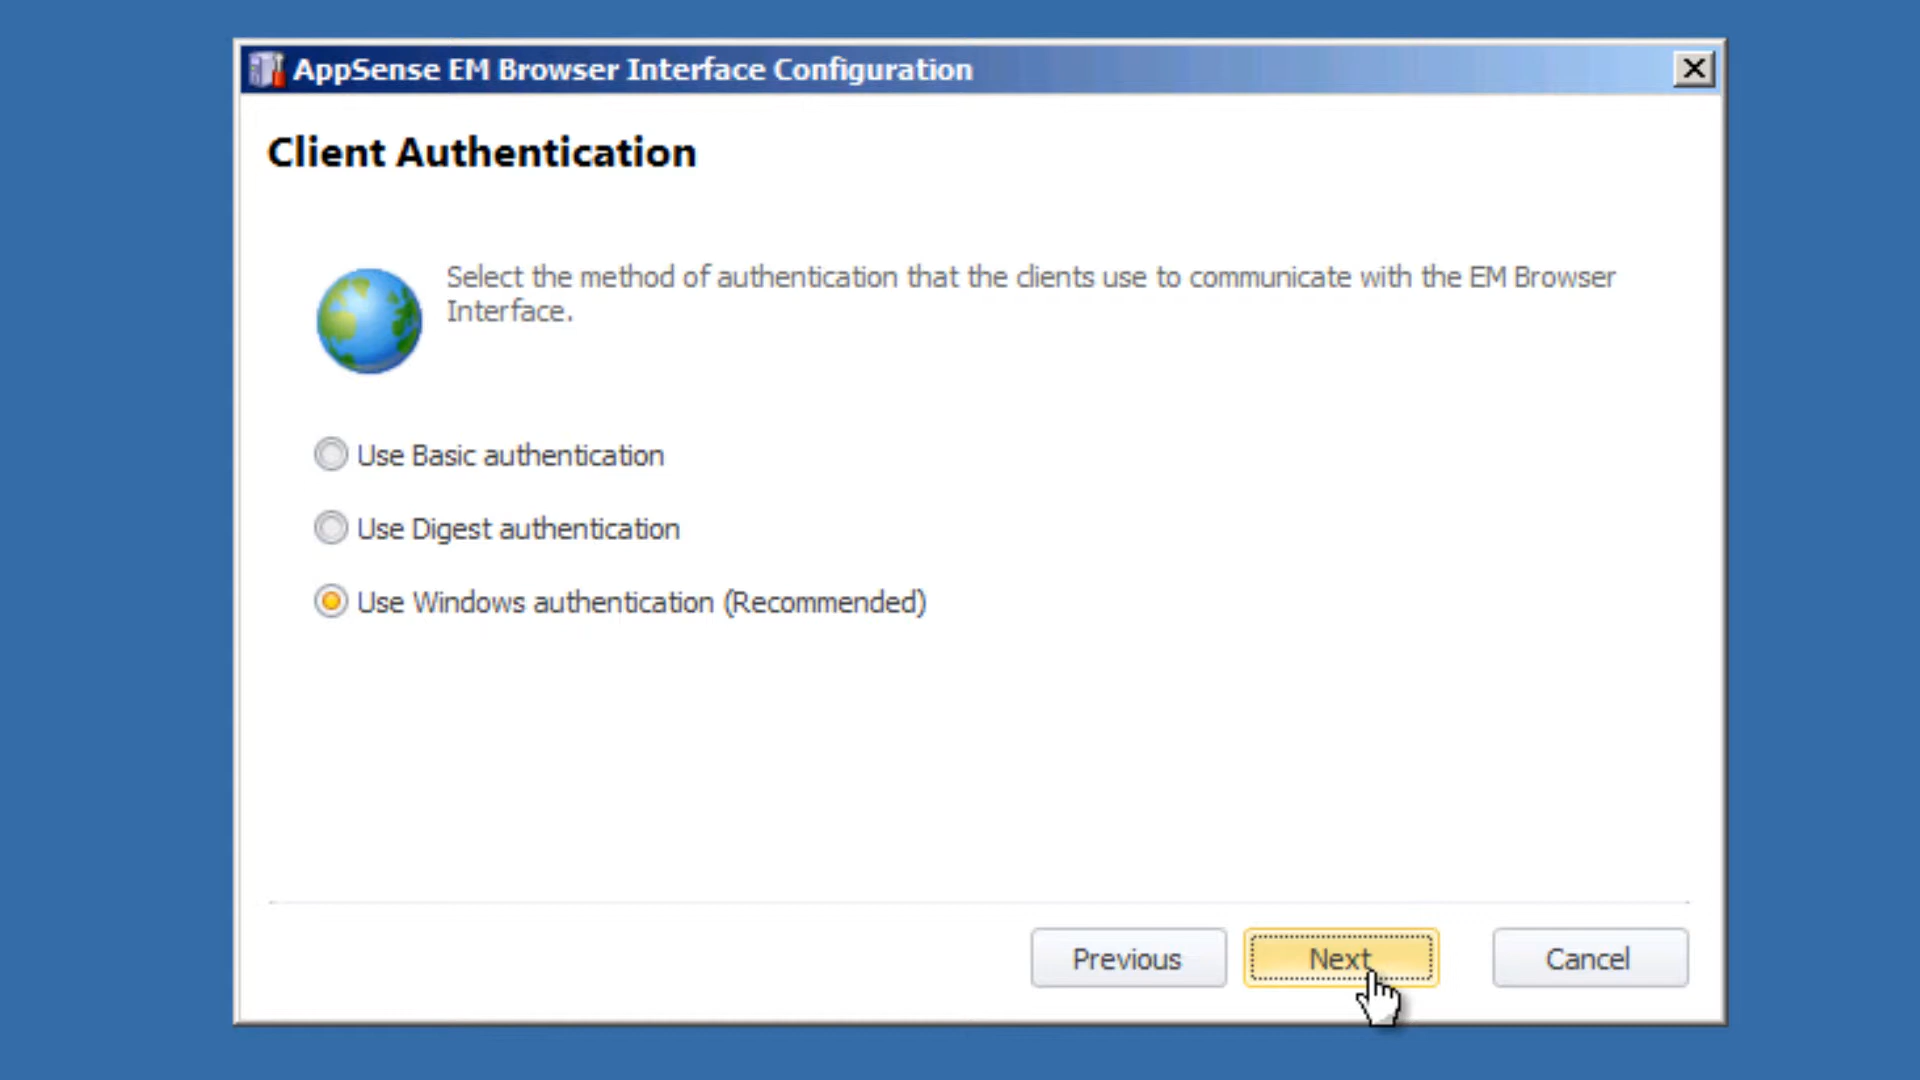 AppSense EM Browser Interface Configuration
Client Authentication
Select the method of authentication that the clients use to communicate with the EM Browser
Interface.
Use Basic authentication
Use Digest authentication
Use Windows authentication (Recommended)
Previous
Next
Cancel